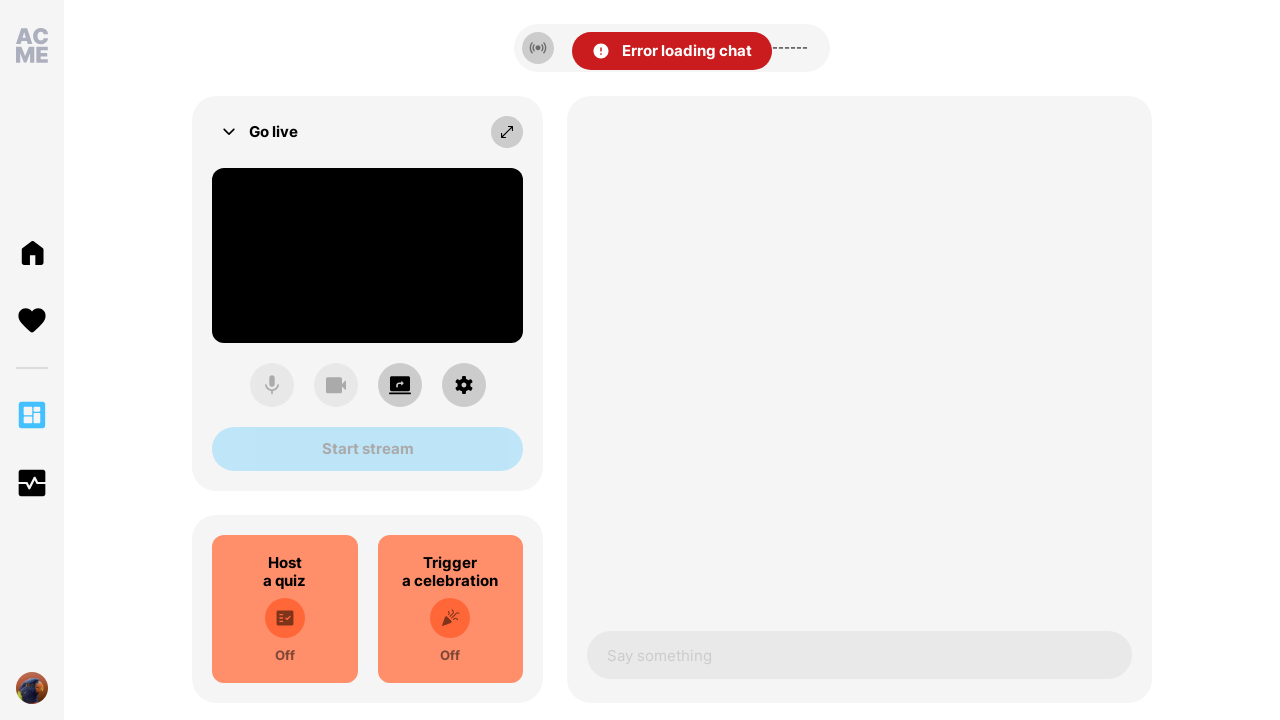 AC
ME
Error loading chat
------
Go live
Start stream
Host
a quiz
Off
Trigger
a celebration
Off
Say something